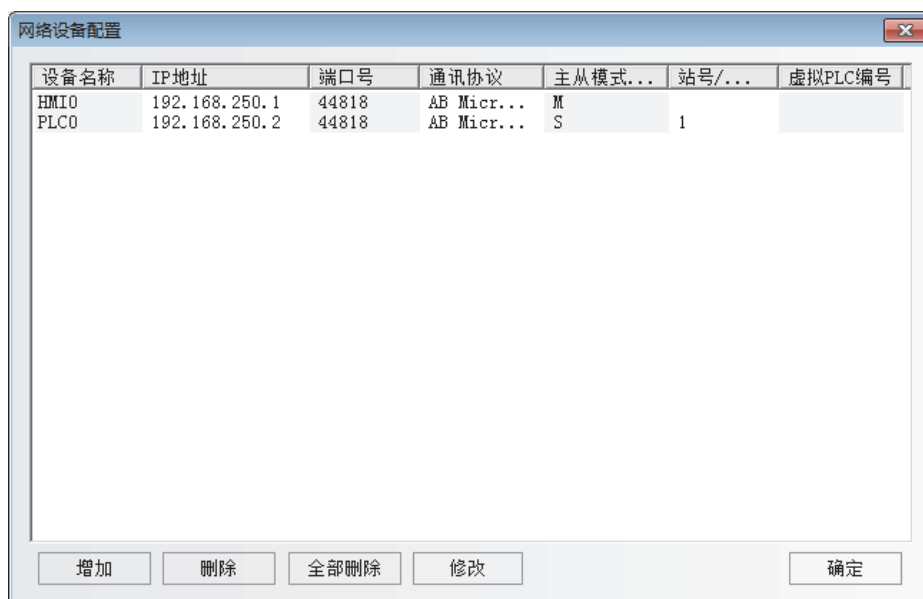 网络设备配置
设备名称 IP地址 端口号 通讯协议 主从模式... 站号/... 虚拟PLC编号
HMI0 192.168.250.1 44818 AB Micr... M
PLC0 192.168.250.2 44818 AB Micr... S 1
增加 删除 全部删除 修改 确定